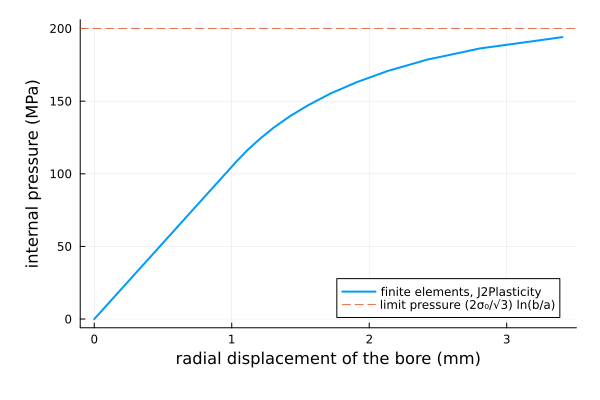 internal pressure (MPa)
200
150
100
50
0
finite elements, J2Plasticity
limit pressure (2σ₀/√3) ln(b/a)
0
1
2
3
radial displacement of the bore (mm)